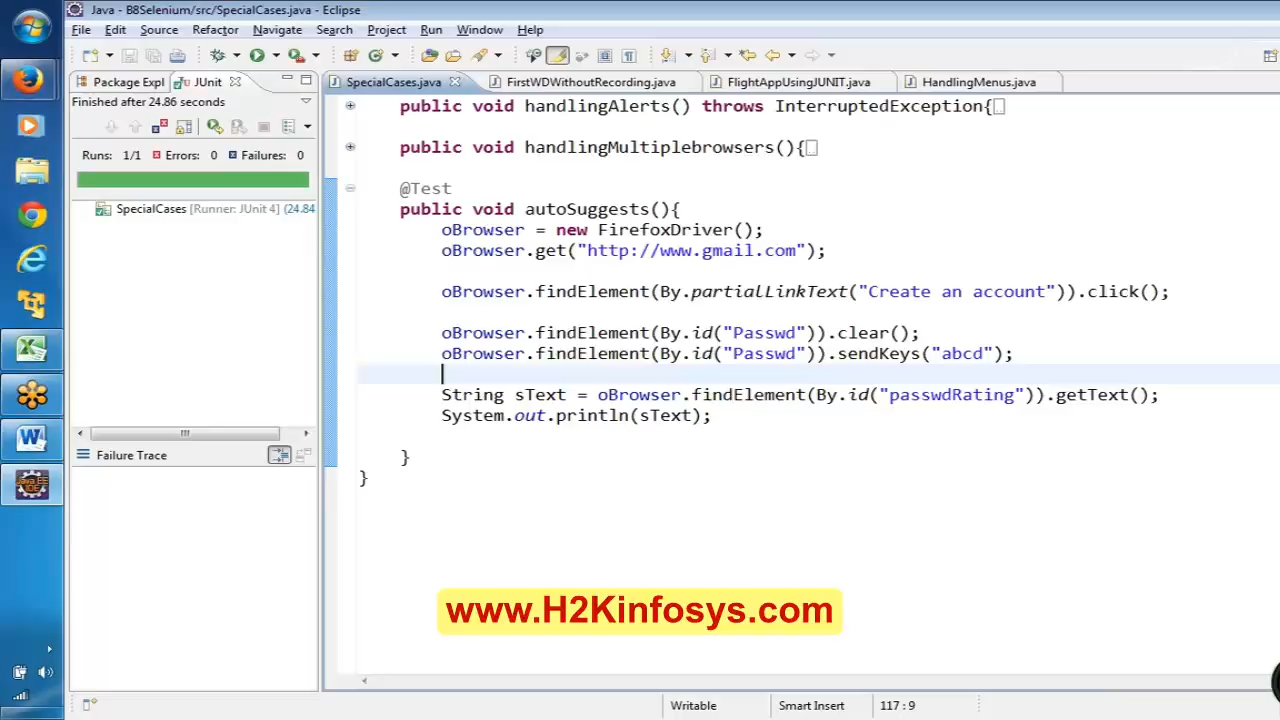 Java - B8Selenium/src/SpecialCases.java - Eclipse
File Edit Source Refactor Navigate Search Project Run Window Help
Package Expl JUnit
SpecialCases.java FirstWDWithoutRecording.java FlightAppUsingJUNIT.java HandlingMenus.java
Finished after 24.86 seconds
Runs: 1/1 Errors: 0 Failures: 0
SpecialCases [Runner: JUnit 4] (24.84
Failure Trace
public void handlingAlerts() throws InterruptedException{
public void handlingMultiplebrowsers(){
@Test
public void autoSuggests(){
oBrowser = new FirefoxDriver();
oBrowser.get("http://www.gmail.com");
oBrowser.findElement(By.partialLinkText("Create an account")).click();
oBrowser.findElement(By.id("Passwd")).clear();
oBrowser.findElement(By.id("Passwd")).sendKeys("abcd");
String sText = oBrowser.findElement(By.id("passwdRating")).getText();
System.out.println(sText);
}
}
www.H2Kinfosys.com
Writable Smart Insert 117 : 9